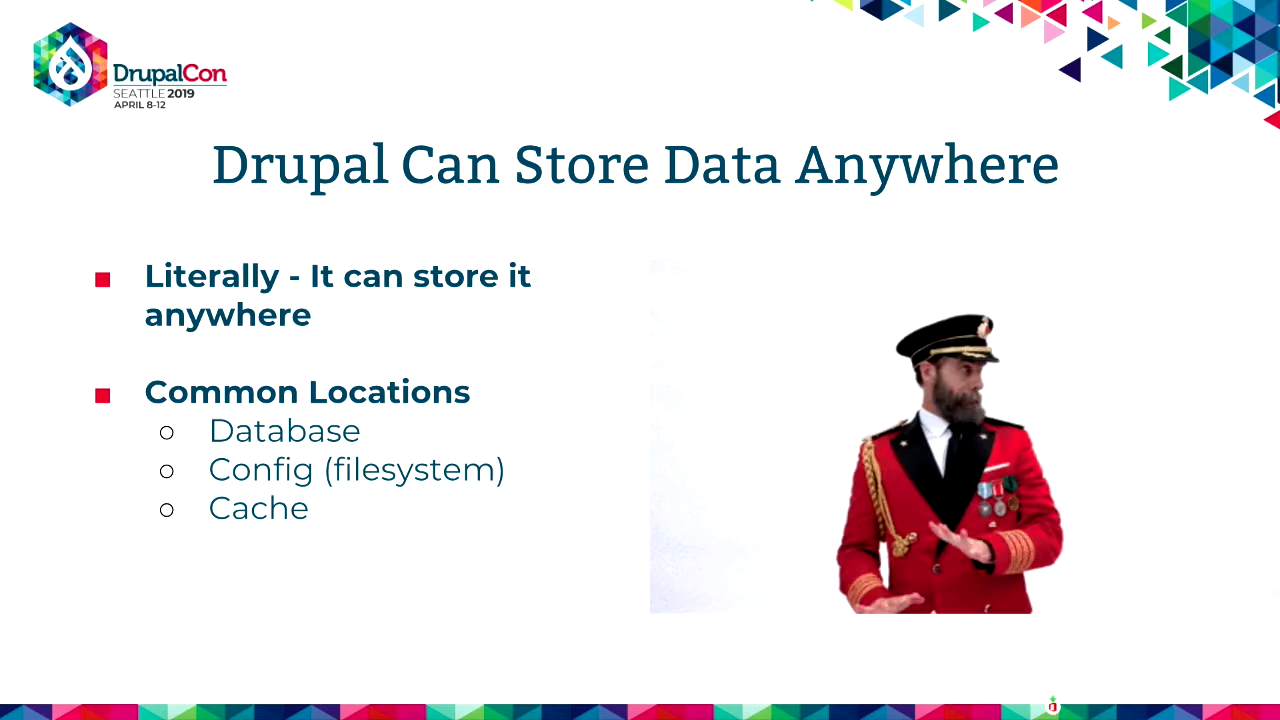 DrupalCon
SEATTLE 2019
APRIL 8-12
Drupal Can Store Data Anywhere
Literally - It can store it
anywhere
Common Locations
Database
Config (filesystem)
Cache